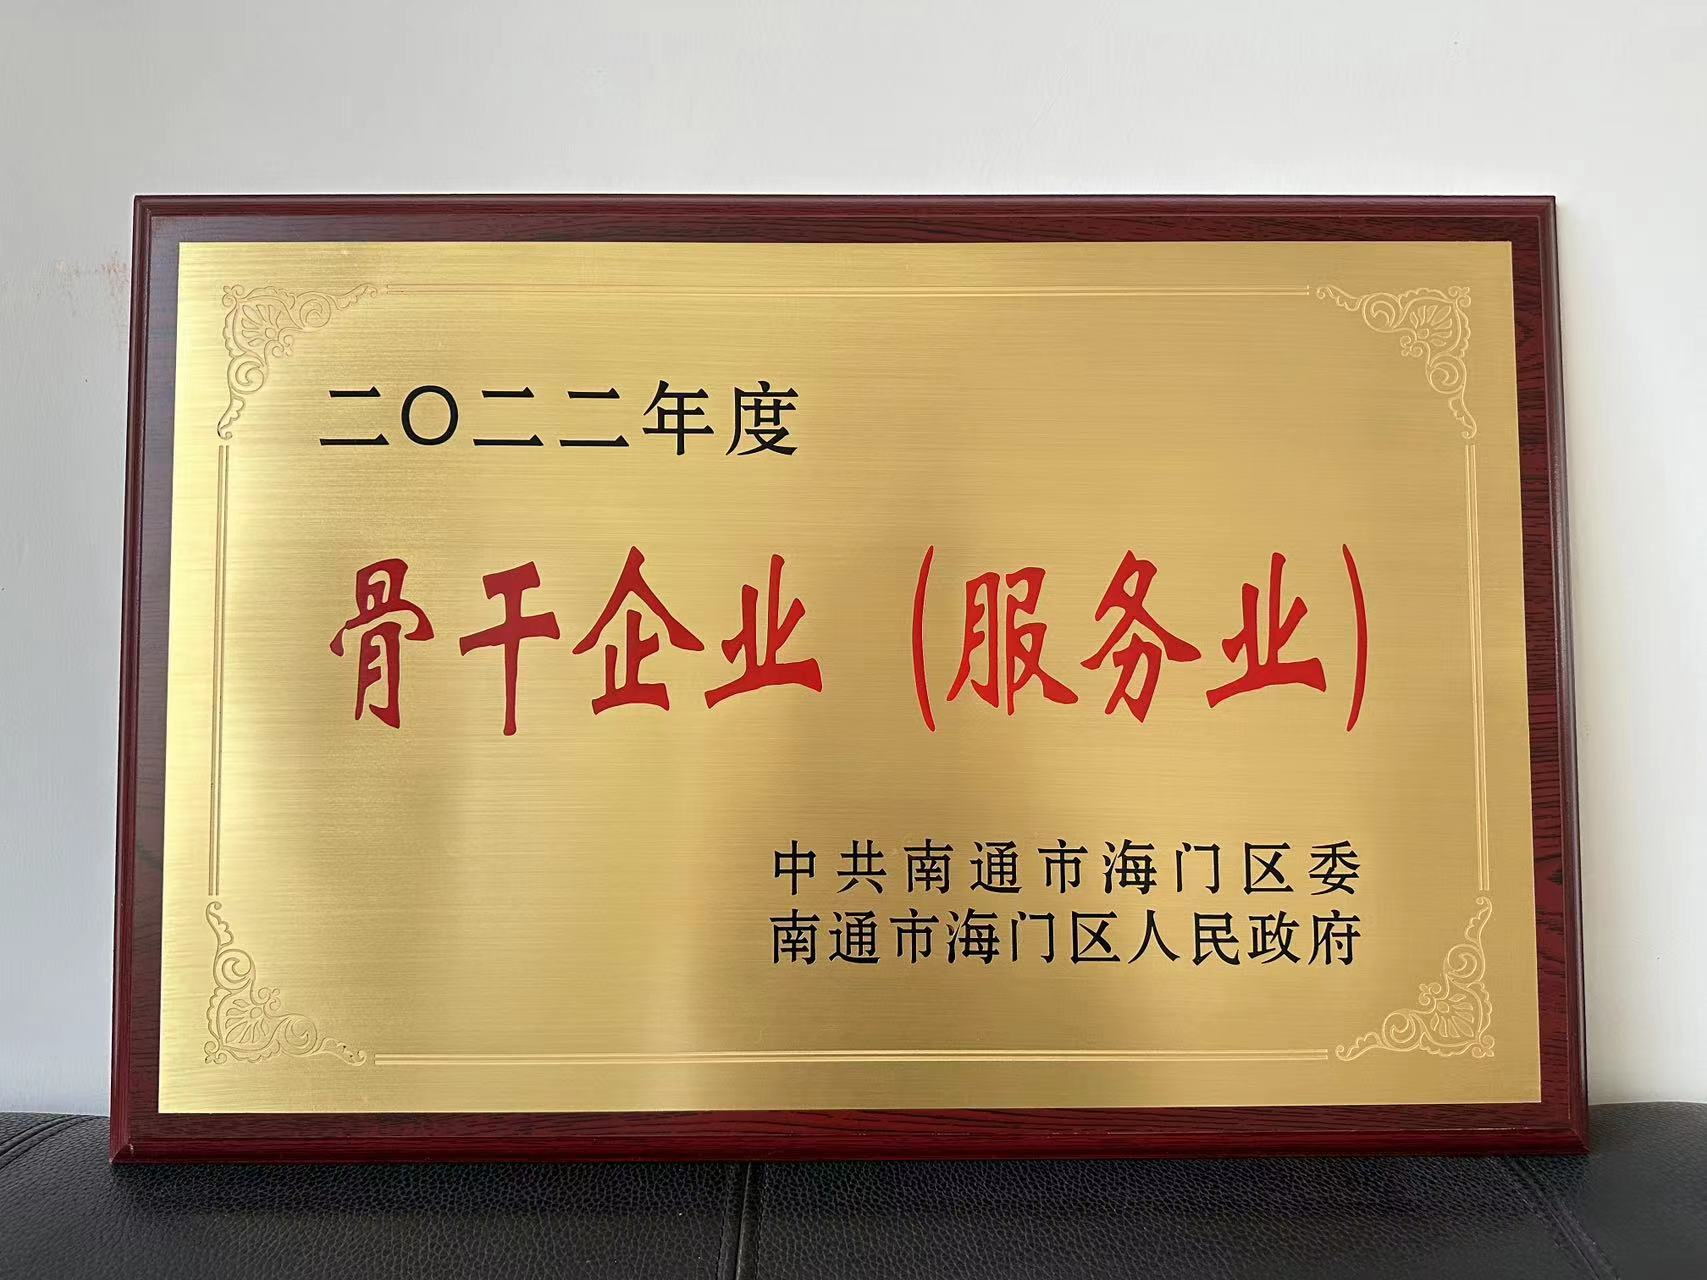 二〇二二年度
骨干企业（服务业）
中共南通市海门区委
南通市海门区人民政府